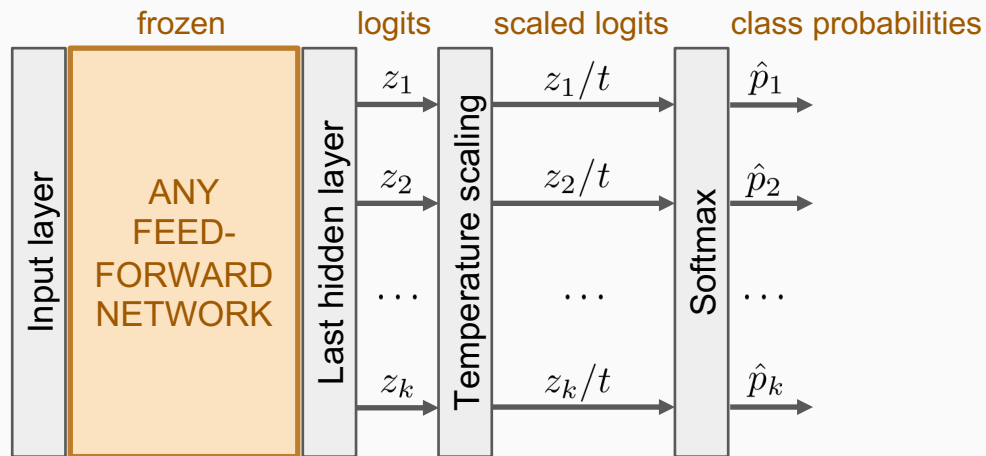 frozen
logits
scaled logits
class probabilities
Input layer
ANY
FEED-
FORWARD
NETWORK
Last hidden layer
z₁
z₂
...
zₖ
Temperature scaling
z₁/t
z₂/t
...
zₖ/t
Softmax
p̂₁
p̂₂
...
p̂ₖ